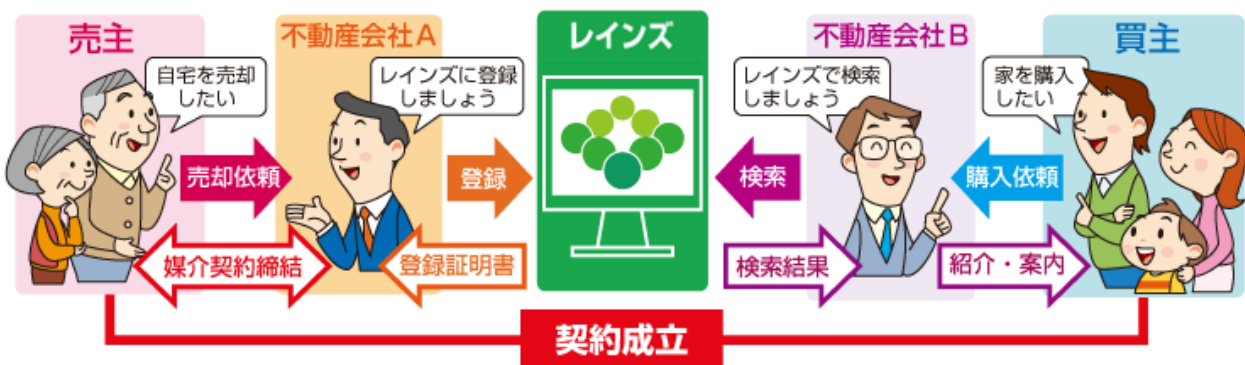 売主
不動産会社A
レインズ
不動産会社B
買主
自宅を売却
したい
レインズに登録
しましょう
レインズで検索
しましょう
家を購入
したい
売却依頼
登録
検索
購入依頼
媒介契約締結
登録証明書
検索結果
紹介・案内
契約成立